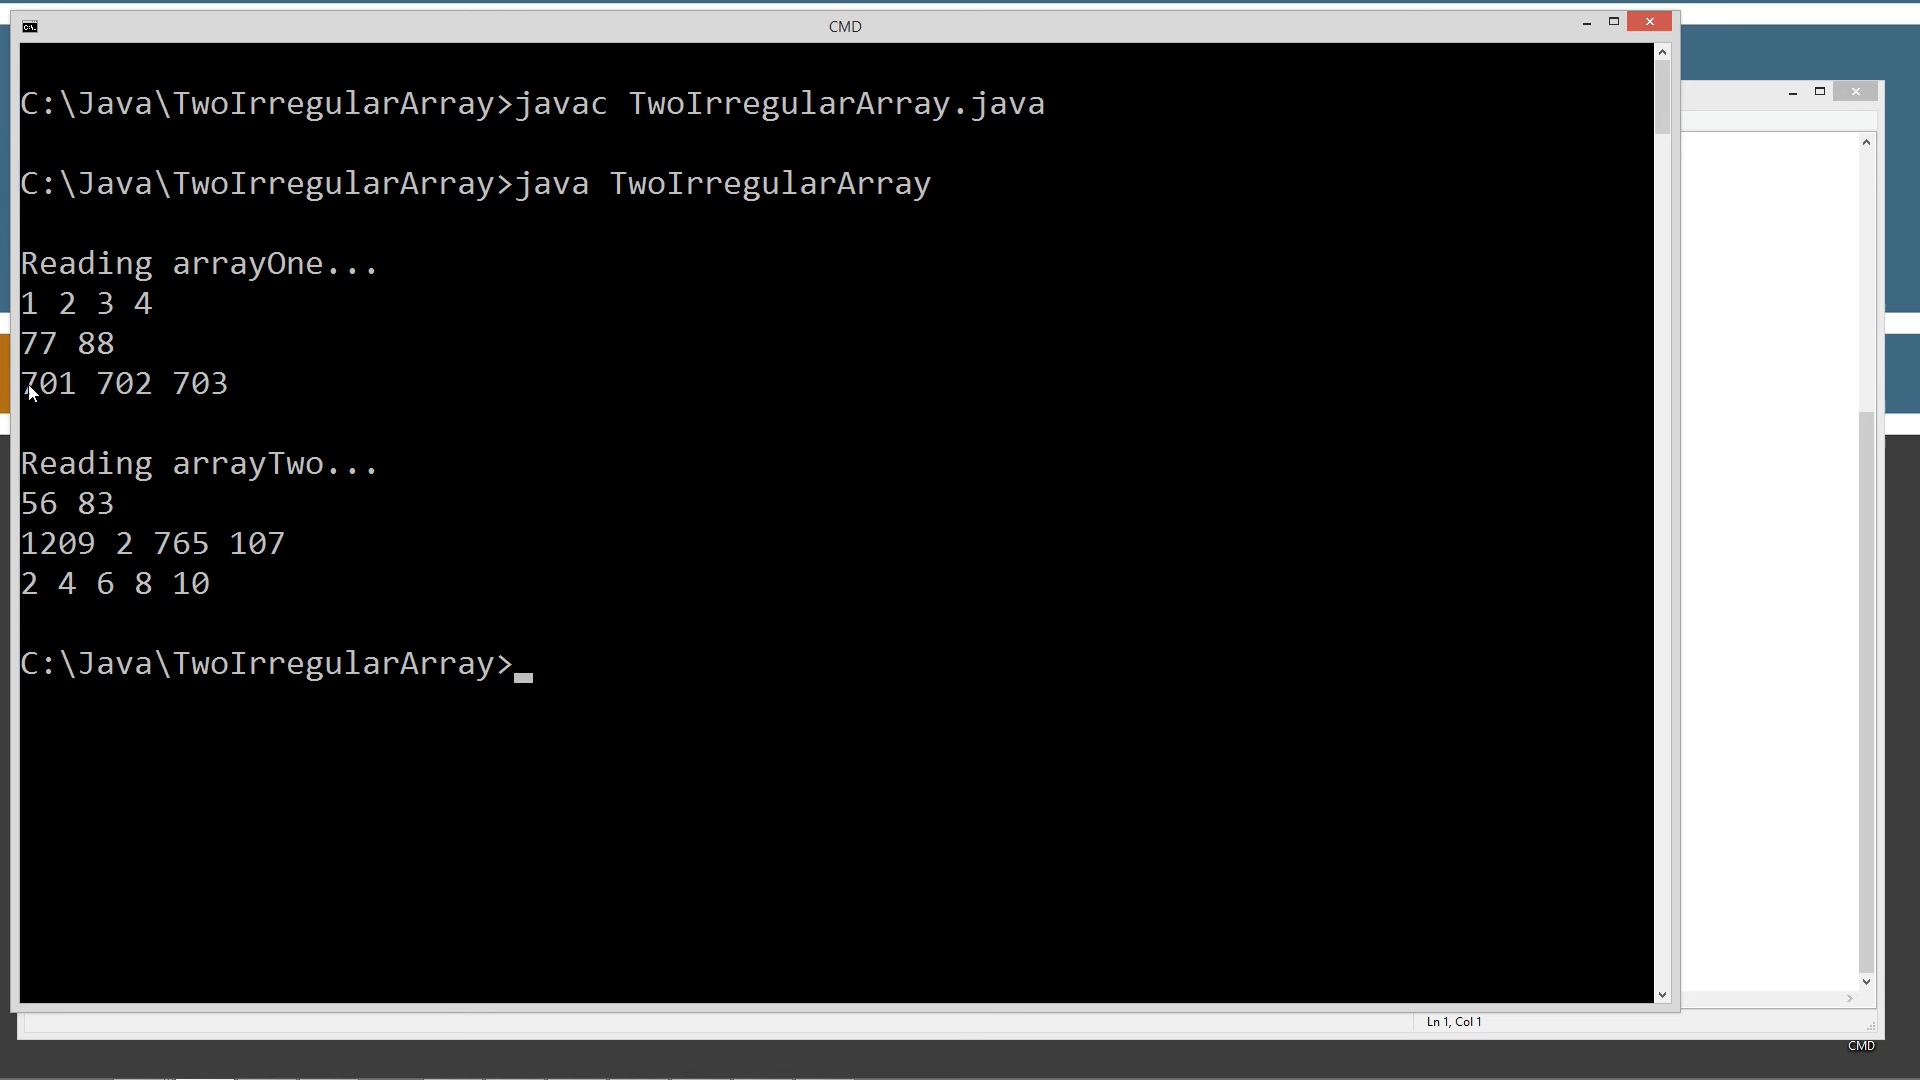 CMD
C:\Java\TwoIrregularArray>javac TwoIrregularArray.java
C:\Java\TwoIrregularArray>java TwoIrregularArray
Reading arrayOne...
1 2 3 4
77 88
701 702 703
Reading arrayTwo...
56 83
1209 2 765 107
2 4 6 8 10
C:\Java\TwoIrregularArray>
Ln 1, Col 1
CMD